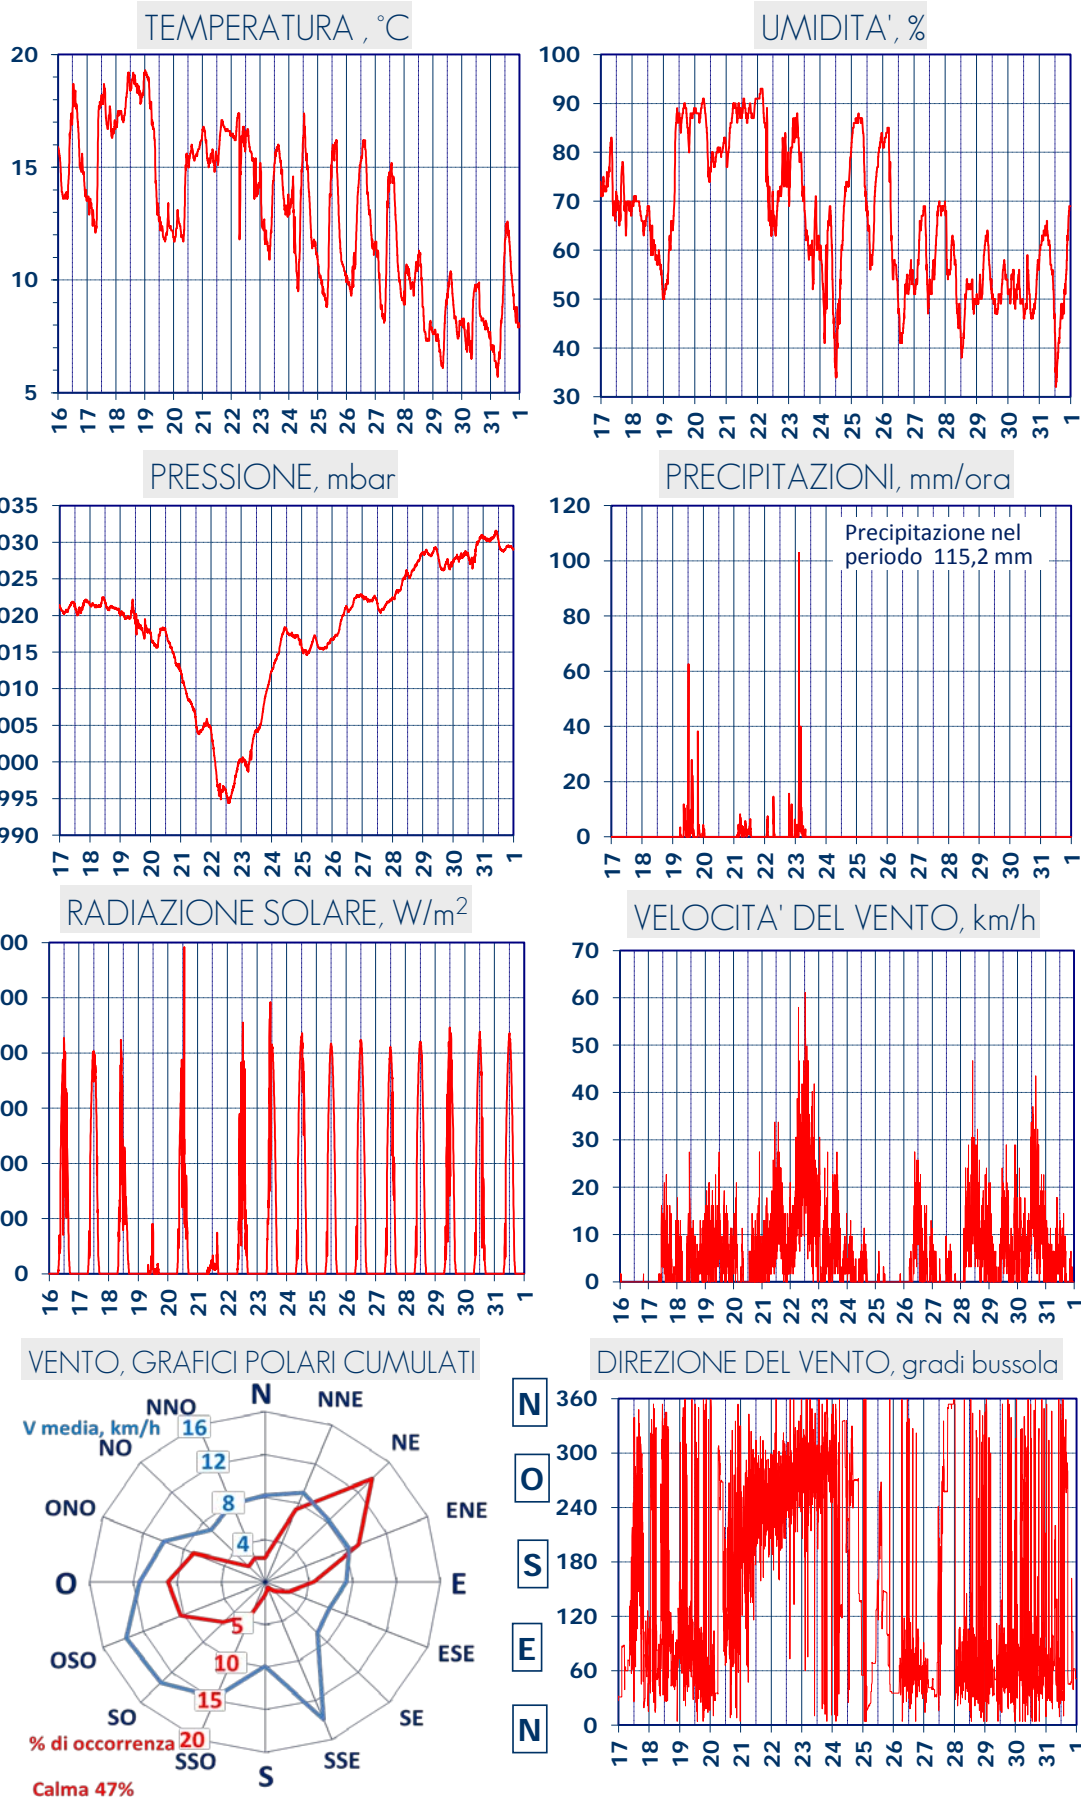 TEMPERATURA , °C
20
15
10
5
16 17 18 19 20 21 22 23 24 25 26 27 28 29 30 31 1
UMIDITA', %
100
90
80
70
60
50
40
30
17 18 19 20 21 22 23 24 25 26 27 28 29 30 31 1
PRESSIONE, mbar
035
030
025
020
015
010
005
000
995
990
17 18 19 20 21 22 23 24 25 26 27 28 29 30 31 1
PRECIPITAZIONI, mm/ora
120
100
80
60
40
20
0
Precipitazione nel
periodo 115,2 mm
17 18 19 20 21 22 23 24 25 26 27 28 29 30 31 1
RADIAZIONE SOLARE, W/m²
00
00
00
00
00
00
0
16 17 18 19 20 21 22 23 24 25 26 27 28 29 30 31 1
VELOCITA' DEL VENTO, km/h
70
60
50
40
30
20
10
0
16 17 18 19 20 21 22 23 24 25 26 27 28 29 30 31 1
VENTO, GRAFICI POLARI CUMULATI
N
NNE
NE
ENE
E
ESE
SE
SSE
S
SSO
SO
OSO
O
ONO
NO
NNO
V media, km/h
16
12
8
4
5
10
15
20
% di occorrenza
Calma 47%
DIREZIONE DEL VENTO, gradi bussola
N
O
S
E
N
360
300
240
180
120
60
0
17 18 19 20 21 22 23 24 25 26 27 28 29 30 31 1